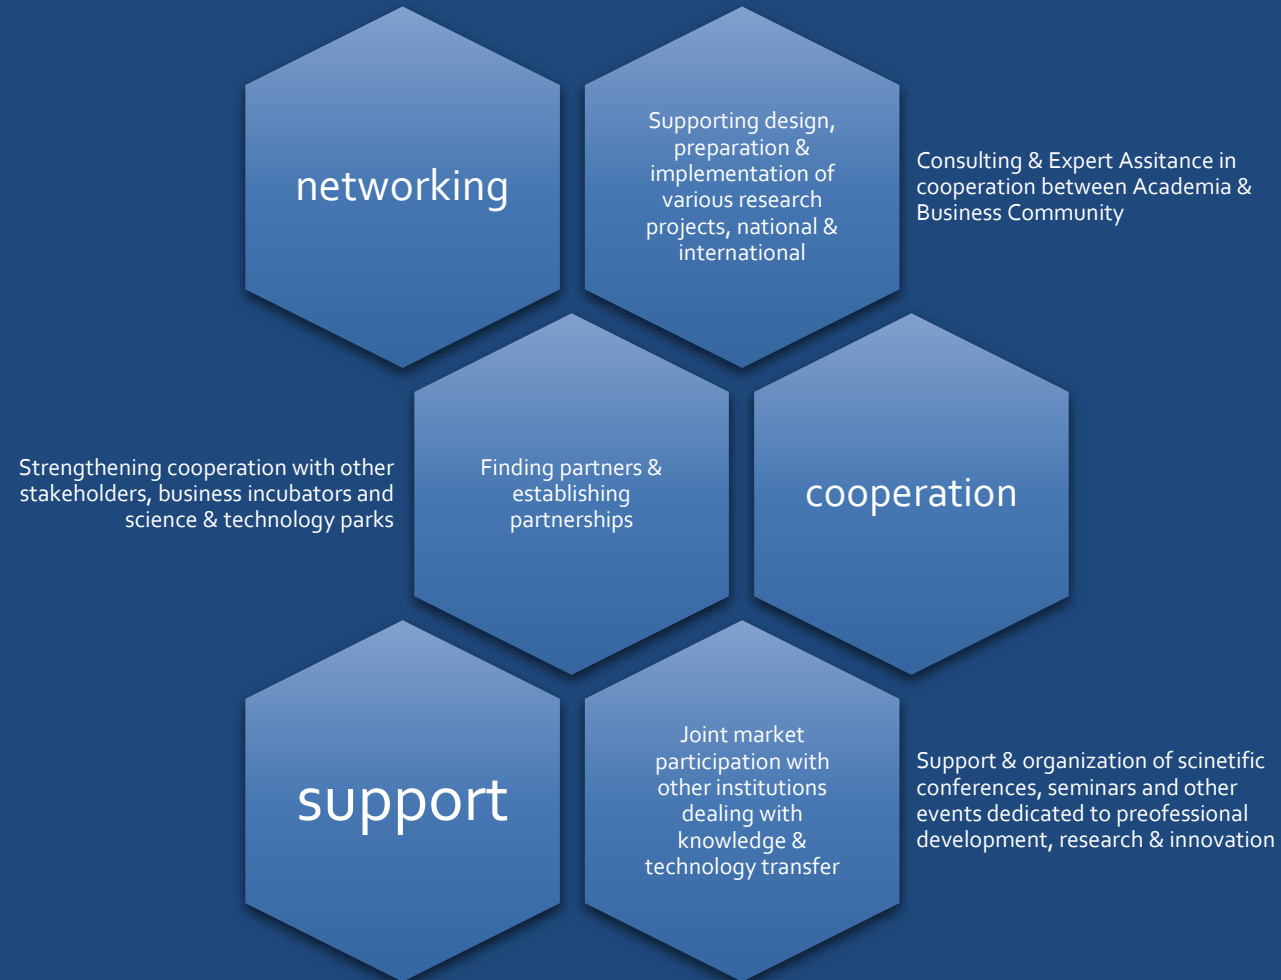 networking
Supporting design,
preparation &
implementation of
various research
projects, national &
international
Consulting & Expert Assitance in
cooperation between Academia &
Business Community
Strengthening cooperation with other
stakeholders, business incubators and
science & technology parks
Finding partners &
establishing
partnerships
cooperation
support
Joint market
participation with
other institutions
dealing with
knowledge &
technology transfer
Support & organization of scinetific
conferences, seminars and other
events dedicated to preofessional
development, research & innovation